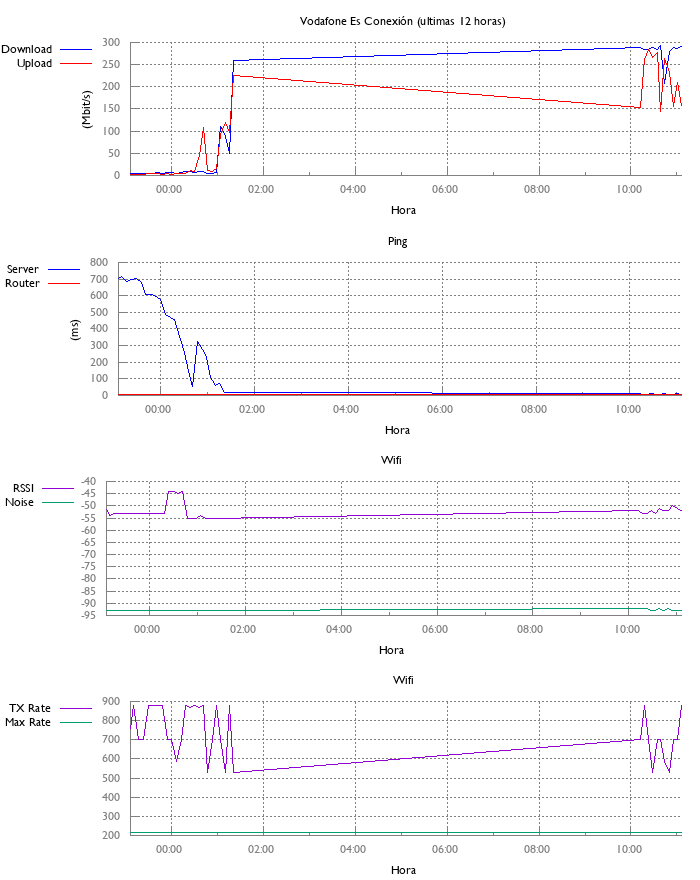 Vodafone Es Conexión (ultimas 12 horas)
Download
Upload
300
250
200
150
100
50
0
(Mbit/s)
00:00 02:00 04:00 06:00 08:00 10:00
Hora
Ping
Server
Router
800
700
600
500
400
300
200
100
0
(ms)
00:00 02:00 04:00 06:00 08:00 10:00
Hora
Wifi
RSSI
Noise
-40
-45
-50
-55
-60
-65
-70
-75
-80
-85
-90
-95
00:00 02:00 04:00 06:00 08:00 10:00
Hora
Wifi
TX Rate
Max Rate
900
800
700
600
500
400
300
200
00:00 02:00 04:00 06:00 08:00 10:00
Hora